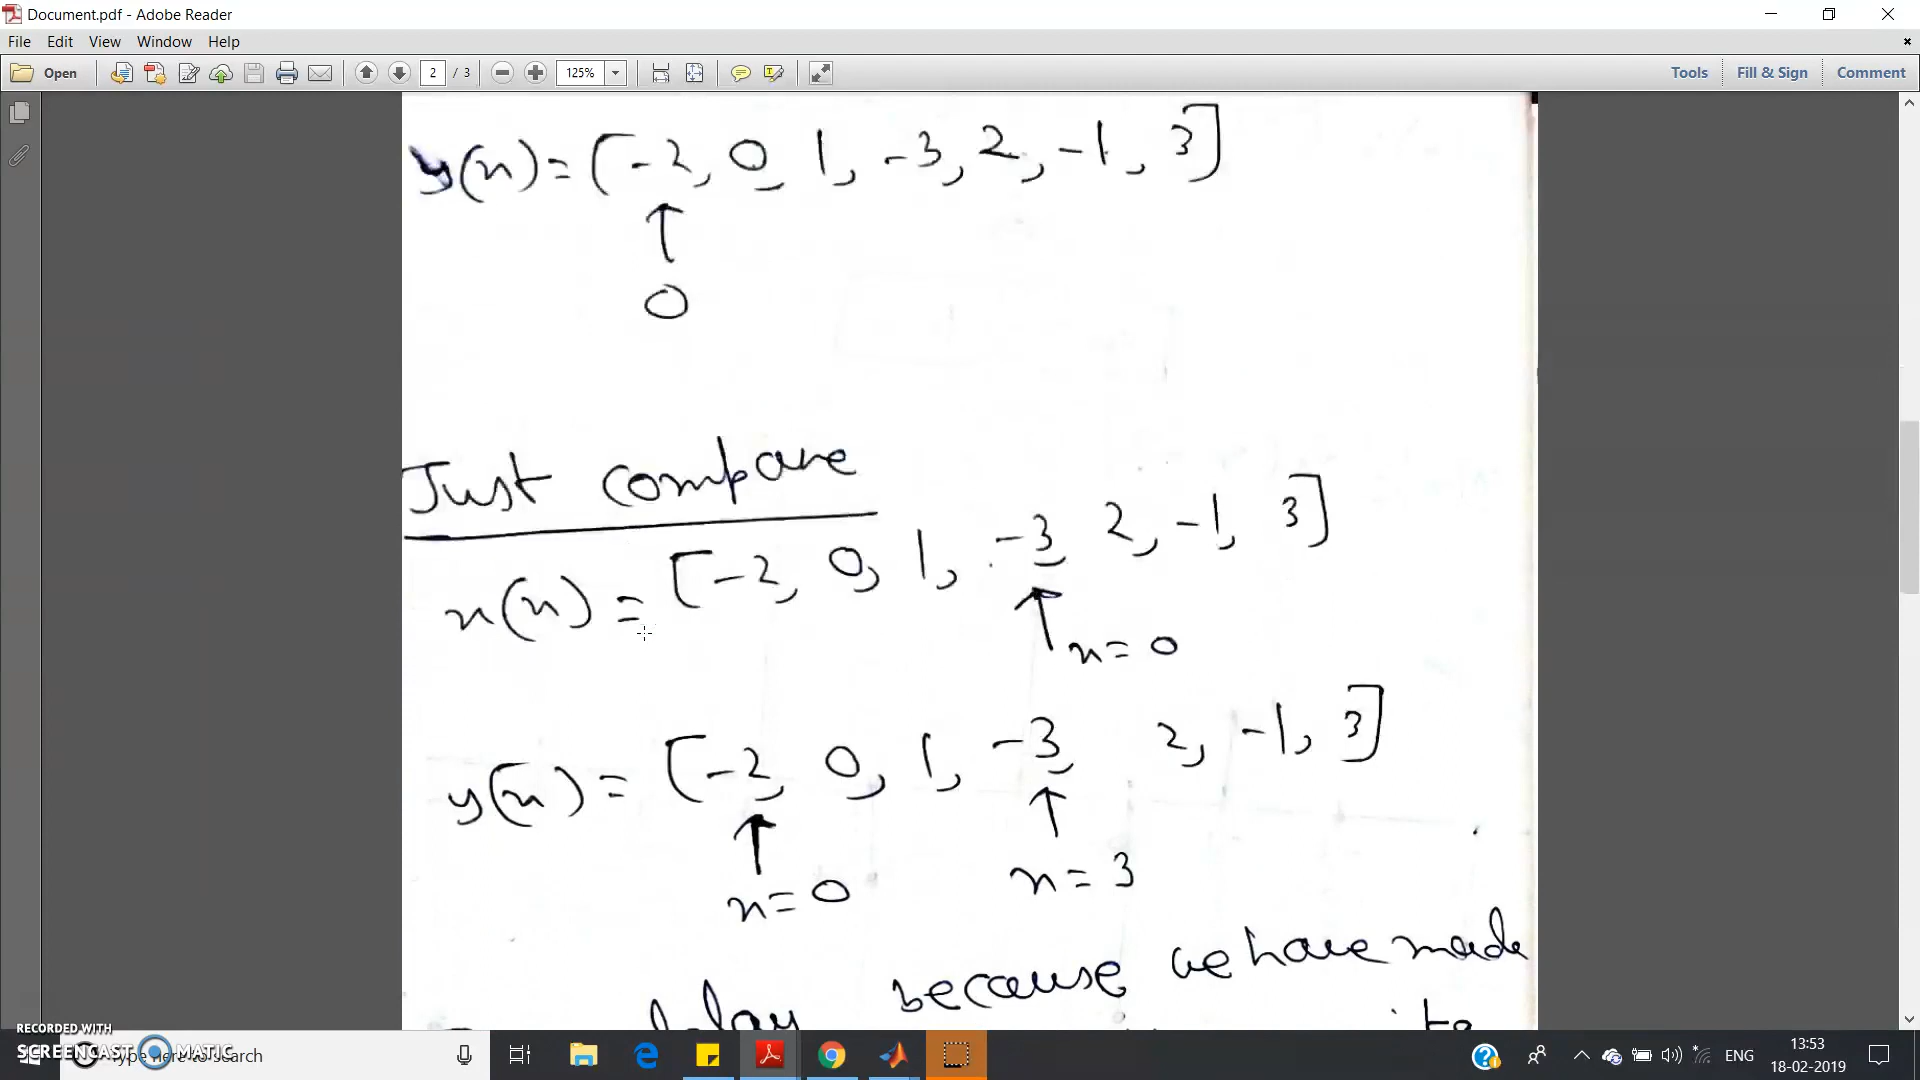 Document.pdf - Adobe Reader
File Edit View Window Help
Open 2 / 3 125% Tools Fill & Sign Comment
y(n)= [-2, 0, 1, -3, 2, -1, 3]
↑
0
Just compare
x(n) = [-2, 0, 1, -3, 2, -1, 3]
↑ n= 0
y(n)= [-2, 0, 1, -3, 2, -1, 3]
↑ ↑
n= 0 n= 3
delay because we have made
RECORDED WITH
SCREENCAST MATIC
Type here to search
ENG
13:53
18-02-2019